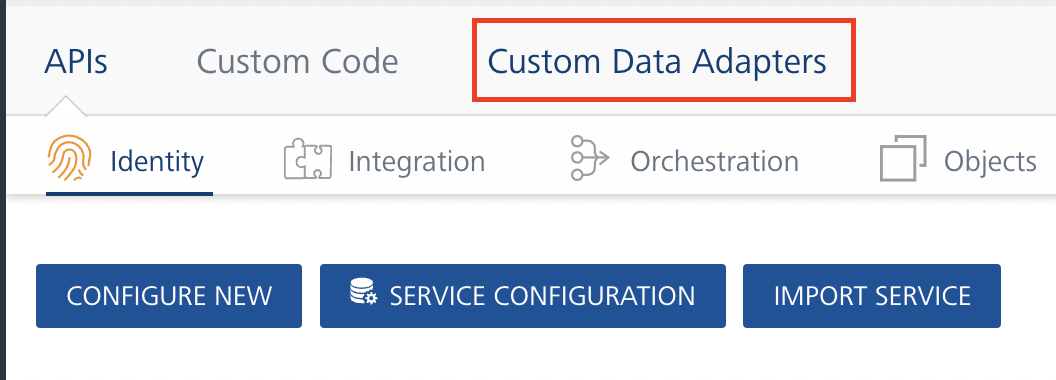 APIs Custom Code Custom Data Adapters
Identity Integration Orchestration Objects
CONFIGURE NEW SERVICE CONFIGURATION IMPORT SERVICE